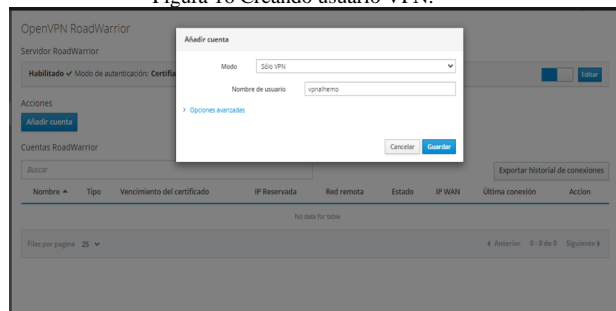 Figura 18 Creando usuario VPN.
OpenVPN RoadWarrior
Servidor RoadWarrior
Habilitado ✓ Modo de autenticación: Certifia
Editar
Añadir cuenta
Modo
Sólo VPN
Nombre de usuario
vpnalhemo
> Opciones avanzadas
Cancelar
Guardar
Acciones
Añadir cuenta
Cuentas RoadWarrior
Buscar
Exportar historial de conexiones
Nombre Tipo Vencimiento del certificado IP Reservada Red remota Estado IP WAN Última conexión Accion
No data for table
Filas por pagina 25
Anterior 0 - 0 de 0 Siguiente